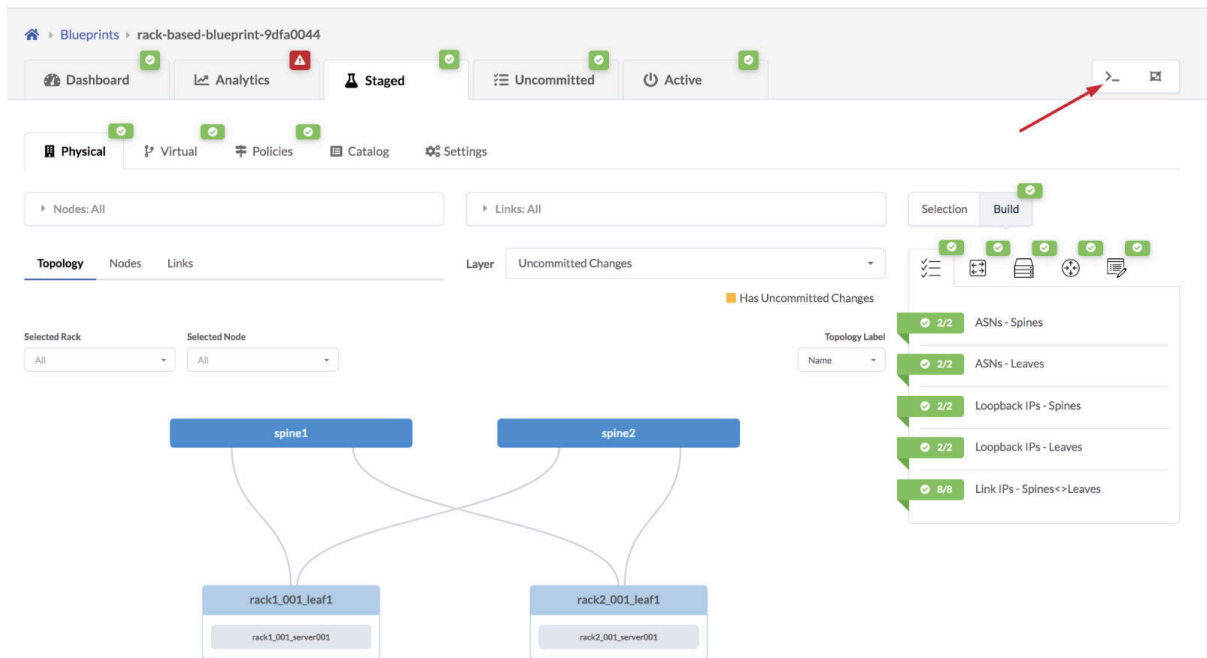 Blueprints rack-based-blueprint-9dfa0044
Dashboard Analytics Staged Uncommitted Active
>_
Physical Virtual Policies Catalog Settings
Nodes: All Links: All Selection Build
Topology Nodes Links Layer Uncommitted Changes
Has Uncommitted Changes
Selected Rack Selected Node Topology Label
All All Name
2/2 ASNs - Spines
2/2 ASNs - Leaves
2/2 Loopback IPs - Spines
2/2 Loopback IPs - Leaves
8/8 Link IPs - Spines<>Leaves
spine1 spine2
rack1_001_leaf1 rack2_001_leaf1
rack1_001_server001 rack2_001_server001